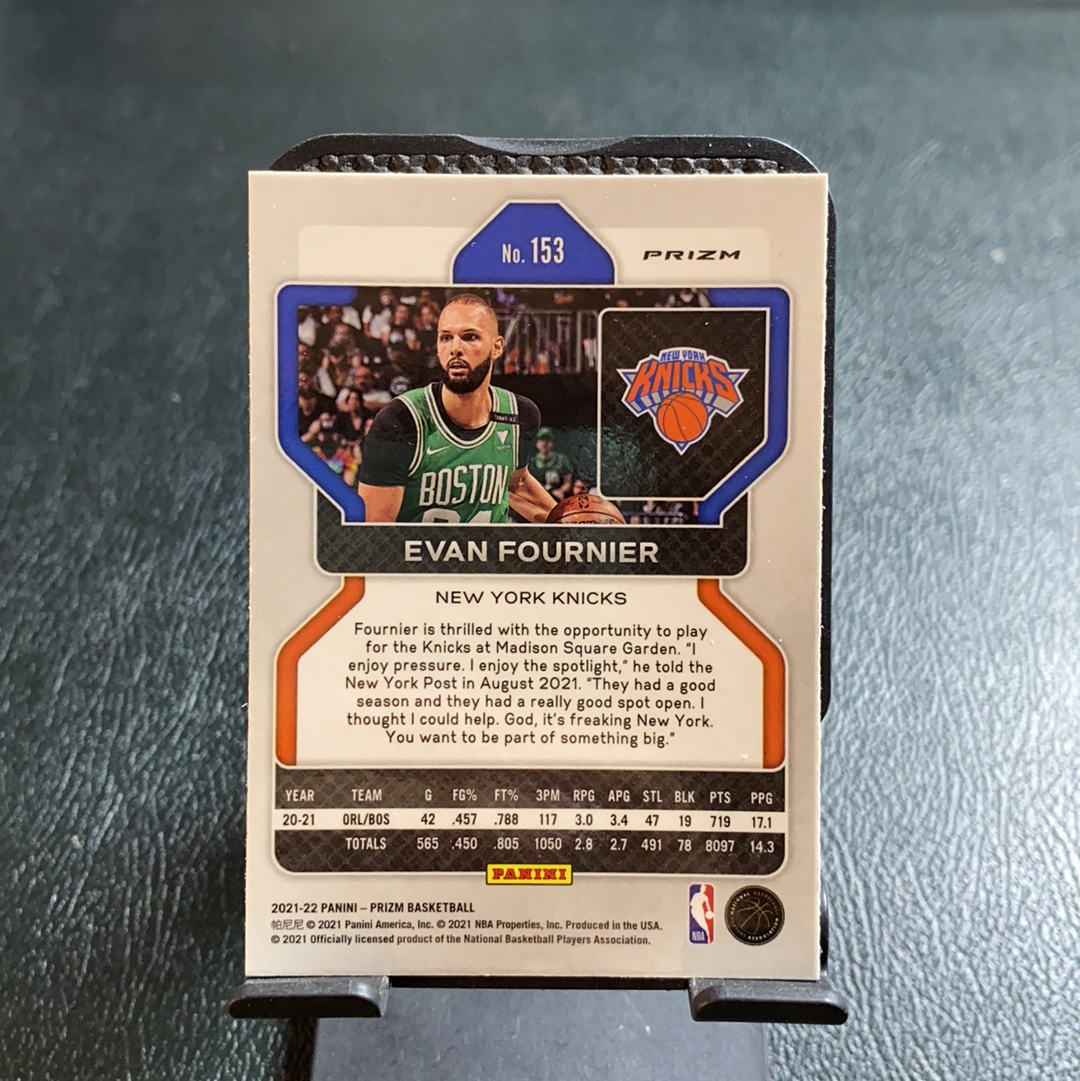 No. 153
PRIZM
NEW YORK
KNICKS
BOSTON
EVAN FOURNIER
NEW YORK KNICKS
Fournier is thrilled with the opportunity to play
for the Knicks at Madison Square Garden. "I
enjoy pressure. I enjoy the spotlight," he told the
New York Post in August 2021. "They had a good
season and they had a really good spot open. I
thought I could help. God, it's freaking New York.
You want to be part of something big."
YEAR TEAM G FG% FT% 3PM RPG APG STL BLK PTS PPG
20-21 ORL/BOS 42 .457 .788 117 3.0 3.4 47 19 719 17.1
TOTALS 565 .450 .805 1050 2.8 2.7 491 78 8097 14.3
PANINI
2021-22 PANINI – PRIZM BASKETBALL
帕尼尼 © 2021 Panini America, Inc. © 2021 NBA Properties, Inc. Produced in the USA.
© 2021 Officially licensed product of the National Basketball Players Association.
NBA